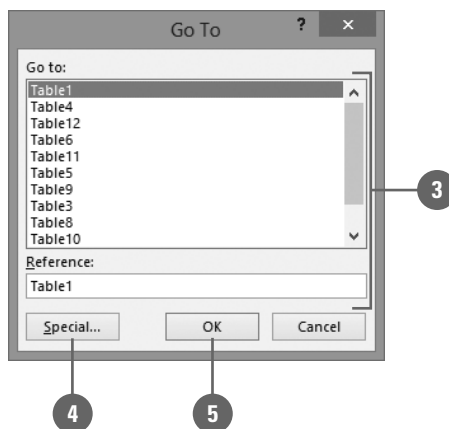 Go To ? ×
Go to:
Table1
Table4
Table12
Table6
Table11
Table5
Table9
Table3
Table8
Table10
3
Reference:
Table1
Special... OK Cancel
4 5